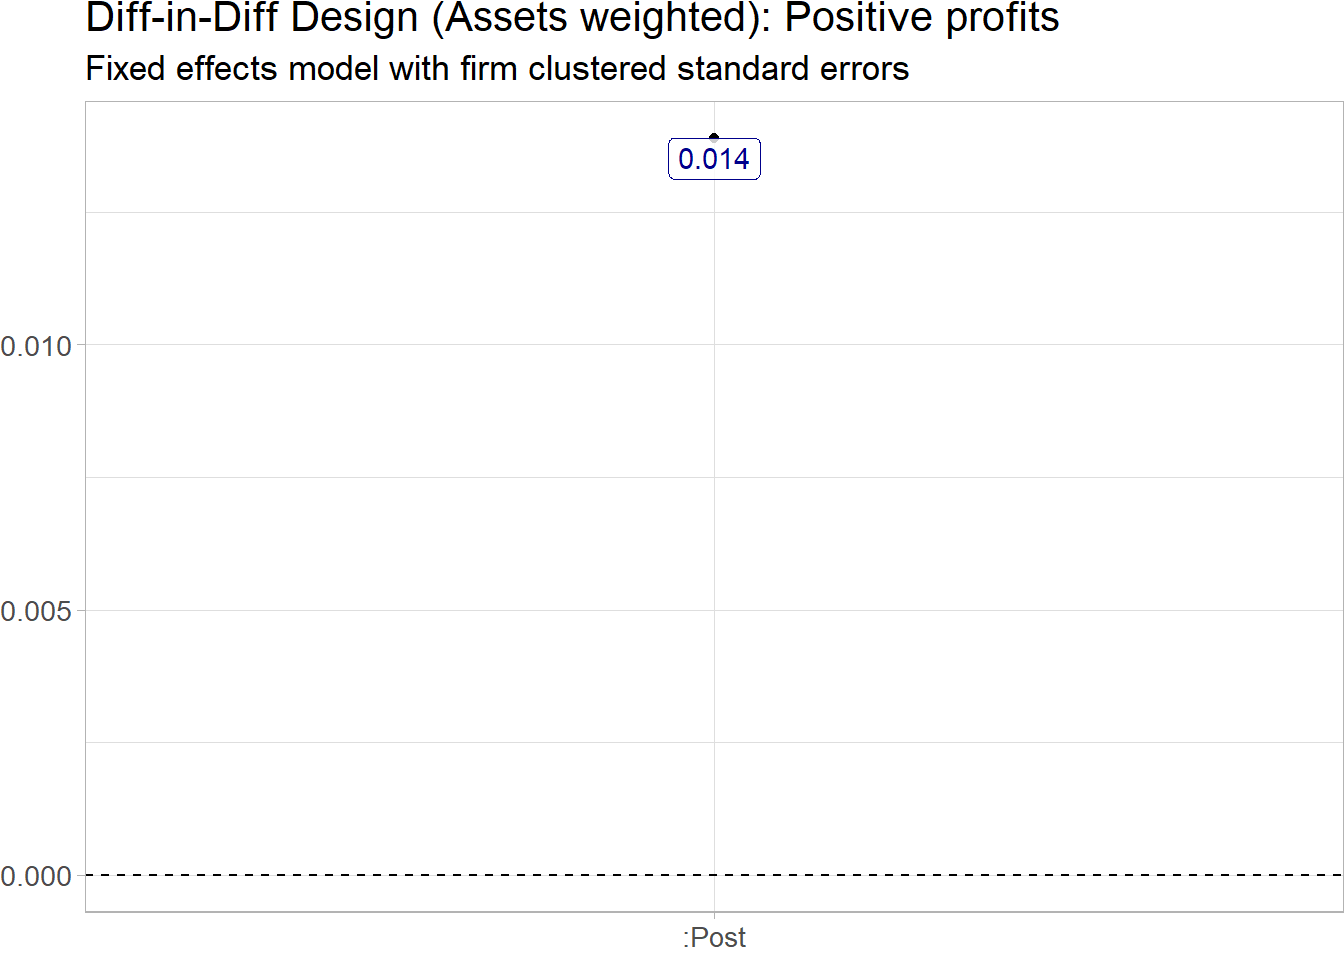 Diff-in-Diff Design (Assets weighted): Positive profits
Fixed effects model with firm clustered standard errors
0.014
0.010
0.005
0.000
:Post